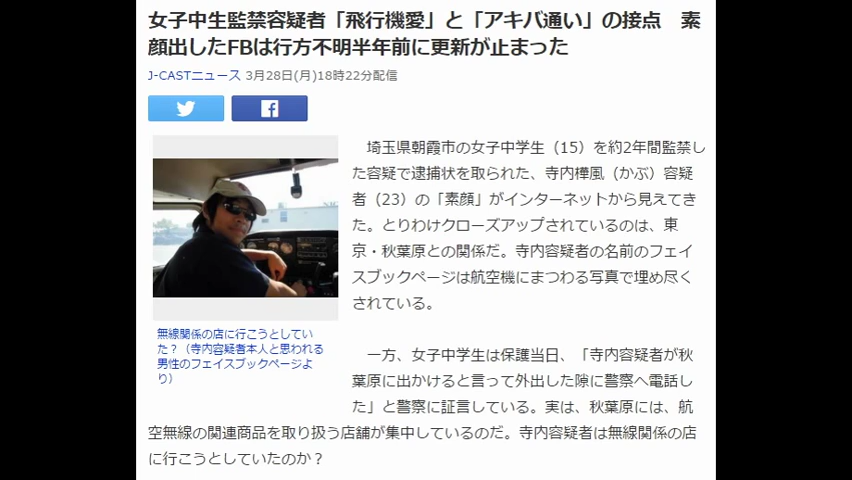 女子中生監禁容疑者「飛行機愛」と「アキバ通い」の接点　素
顔出したFBは行方不明半年前に更新が止まった
J-CASTニュース 3月28日(月)18時22分配信
埼玉県朝霞市の女子中学生（15）を約2年間監禁し
た容疑で逮捕状を取られた、寺内樺風（かぶ）容疑
者（23）の「素顔」がインターネットから見えてき
た。とりわけクローズアップされているのは、東
京・秋葉原との関係だ。寺内容疑者の名前のフェイ
スブックページは航空機にまつわる写真で埋め尽く
されている。
無線関係の店に行こうとしてい
た？（寺内容疑者本人と思われる
男性のフェイスブックページよ
り）
一方、女子中学生は保護当日、「寺内容疑者が秋
葉原に出かけると言って外出した隙に警察へ電話し
た」と警察に証言している。実は、秋葉原には、航
空無線の関連商品を取り扱う店舗が集中しているのだ。寺内容疑者は無線関係の店
に行こうとしていたのか？